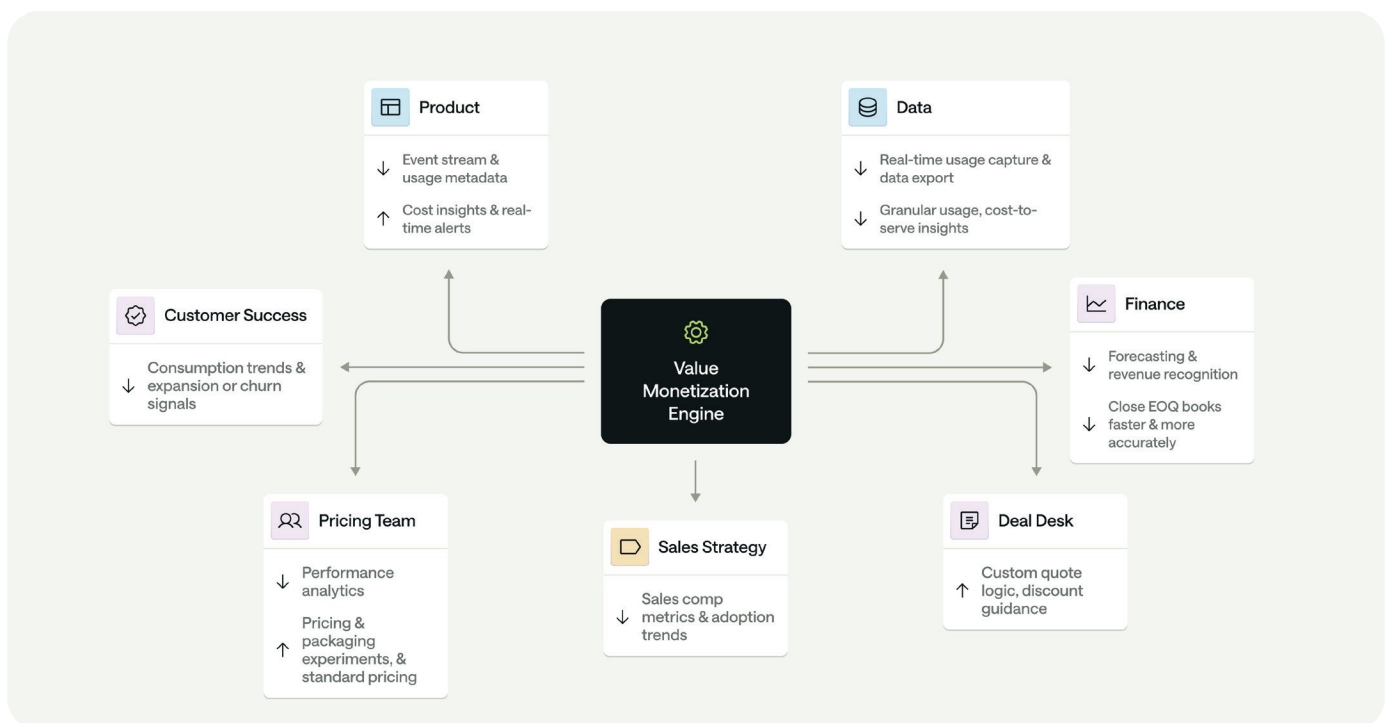 Product
Event stream &
usage metadata
Cost insights & real-
time alerts
Data
Real-time usage capture &
data export
Granular usage, cost-to-
serve insights
Customer Success
Consumption trends &
expansion or churn
signals
Value
Monetization
Engine
Finance
Forecasting &
revenue recognition
Close EOQ books
faster & more
accurately
Pricing Team
Performance
analytics
Pricing &
packaging
experiments, &
standard pricing
Sales Strategy
Sales comp
metrics & adoption
trends
Deal Desk
Custom quote
logic, discount
guidance